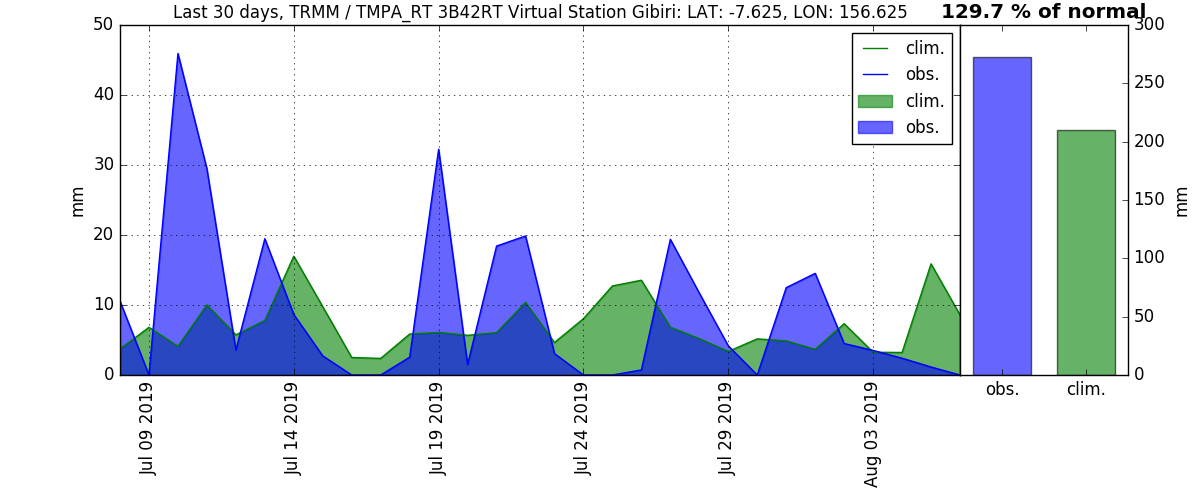 Last 30 days, TRMM / TMPA_RT 3B42RT Virtual Station Gibiri: LAT: -7.625, LON: 156.625
129.7 % of normal
50
40
30
20
10
0
mm
clim.
obs.
clim.
obs.
300
250
200
150
100
50
0
mm
Jul 09 2019
Jul 14 2019
Jul 19 2019
Jul 24 2019
Jul 29 2019
Aug 03 2019
obs.
clim.